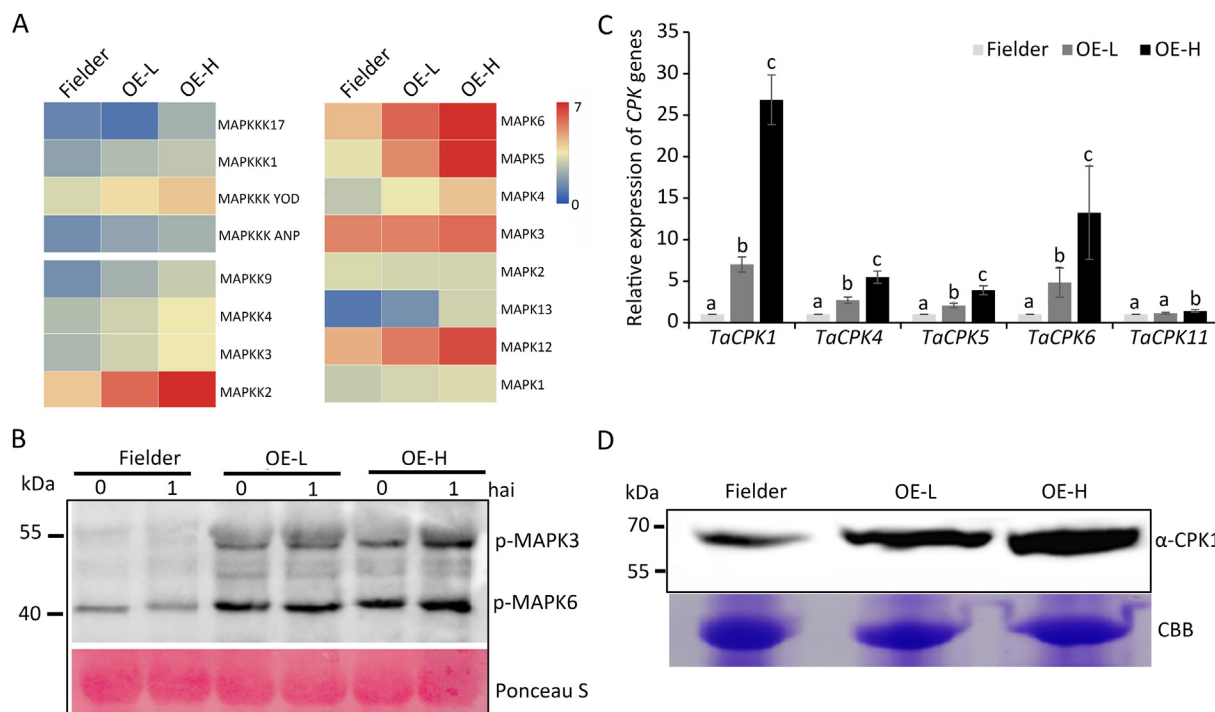 A
Fielder
OE-L
OE-H
MAPKKK17
MAPKKK1
MAPKKK YOD
MAPKKK ANP
MAPKK9
MAPKK4
MAPKK3
MAPKK2
Fielder
OE-L
OE-H
MAPK6
MAPK5
MAPK4
MAPK3
MAPK2
MAPK13
MAPK12
MAPK1
7
0
B
Fielder OE-L OE-H
kDa 0 1 0 1 0 1 hai
55
40
p-MAPK3
p-MAPK6
Ponceau S
C
Relative expression of CPK genes
35
30
25
20
15
10
5
0
Fielder OE-L OE-H
a b c a b c a b c a b c a a b
TaCPK1 TaCPK4 TaCPK5 TaCPK6 TaCPK11
D
kDa Fielder OE-L OE-H
70
55
α-CPK1
CBB